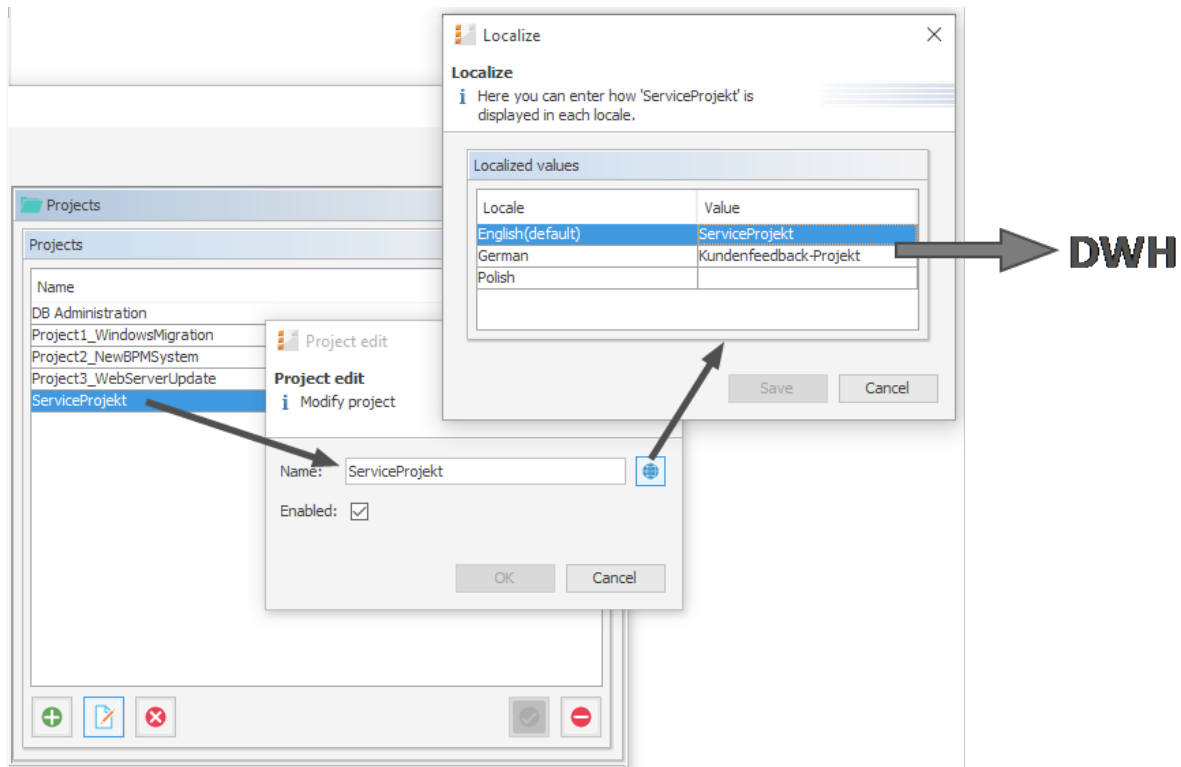 Localize
Localize
i Here you can enter how 'ServiceProjekt' is
displayed in each locale.
Localized values
Locale Value
English(default) ServiceProjekt
German Kundenfeedback-Projekt
Polish
Save Cancel
DWH
Projects
Projects
Name
DB Administration
Project1_WindowsMigration
Project2_NewBPMSystem
Project3_WebServerUpdate
ServiceProjekt
Project edit
Project edit
i Modify project
Name: ServiceProjekt
Enabled:
OK Cancel